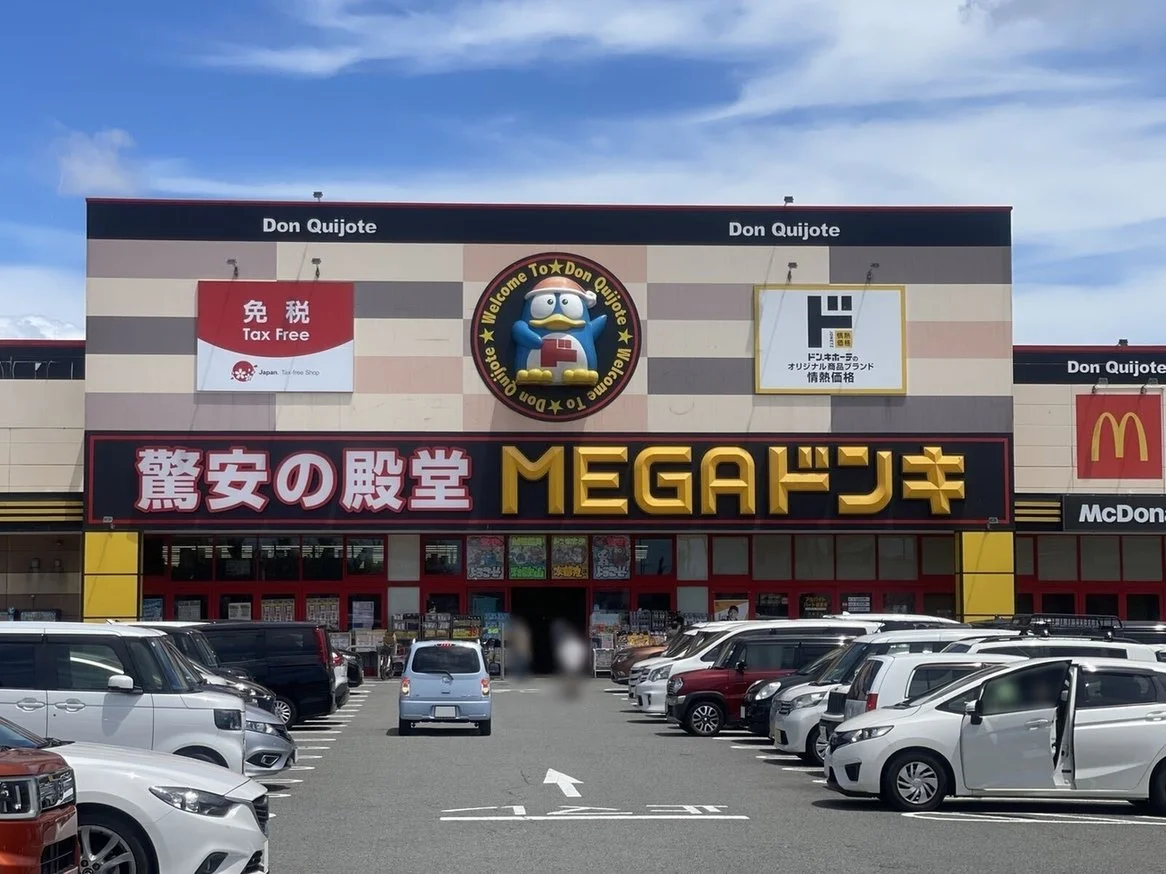 Don Quijote
Don Quijote
免税
Tax Free
Japan. Tax-free Shop
Welcome To★Don Quijote★Welcome To★Don Quijote★
ド
情熱
価格
ドン.キホーテの
オリジナル商品ブランド
情熱価格
Don Quijote
M
McDona
驚安の殿堂 MEGAドンキ